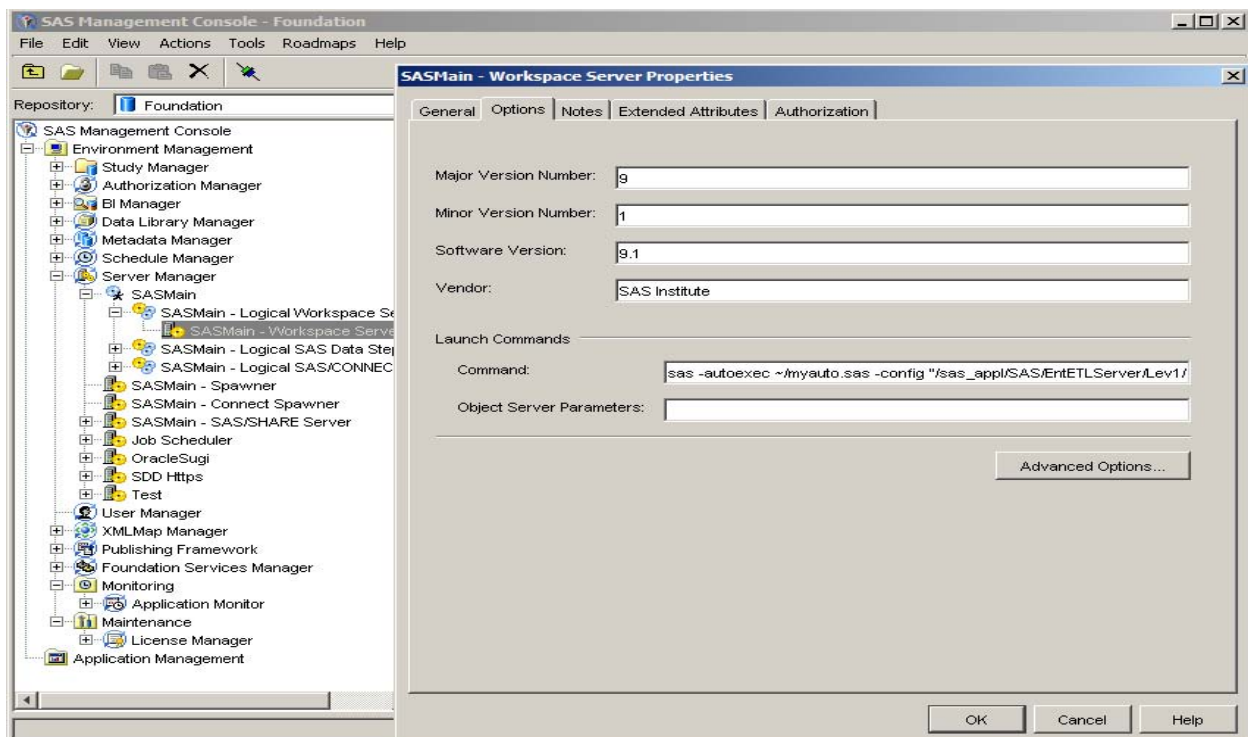 SAS Management Console - Foundation
File Edit View Actions Tools Roadmaps Help
Repository: Foundation
SAS Management Console
Environment Management
Study Manager
Authorization Manager
BI Manager
Data Library Manager
Metadata Manager
Schedule Manager
Server Manager
SASMain
SASMain - Logical Workspace Se
SASMain - Workspace Serve
SASMain - Logical SAS Data Step
SASMain - Logical SAS/CONNEC
SASMain - Spawner
SASMain - Connect Spawner
SASMain - SAS/SHARE Server
Job Scheduler
OracleSugi
SDD Https
Test
User Manager
XMLMap Manager
Publishing Framework
Foundation Services Manager
Monitoring
Application Monitor
Maintenance
License Manager
Application Management
SASMain - Workspace Server Properties
General Options Notes Extended Attributes Authorization
Major Version Number: 9
Minor Version Number: 1
Software Version: 9.1
Vendor: SAS Institute
Launch Commands
Command: sas -autoexec ~/myauto.sas -config "/sas_appl/SAS/EntETLServer/Lev1/
Object Server Parameters:
Advanced Options...
OK Cancel Help